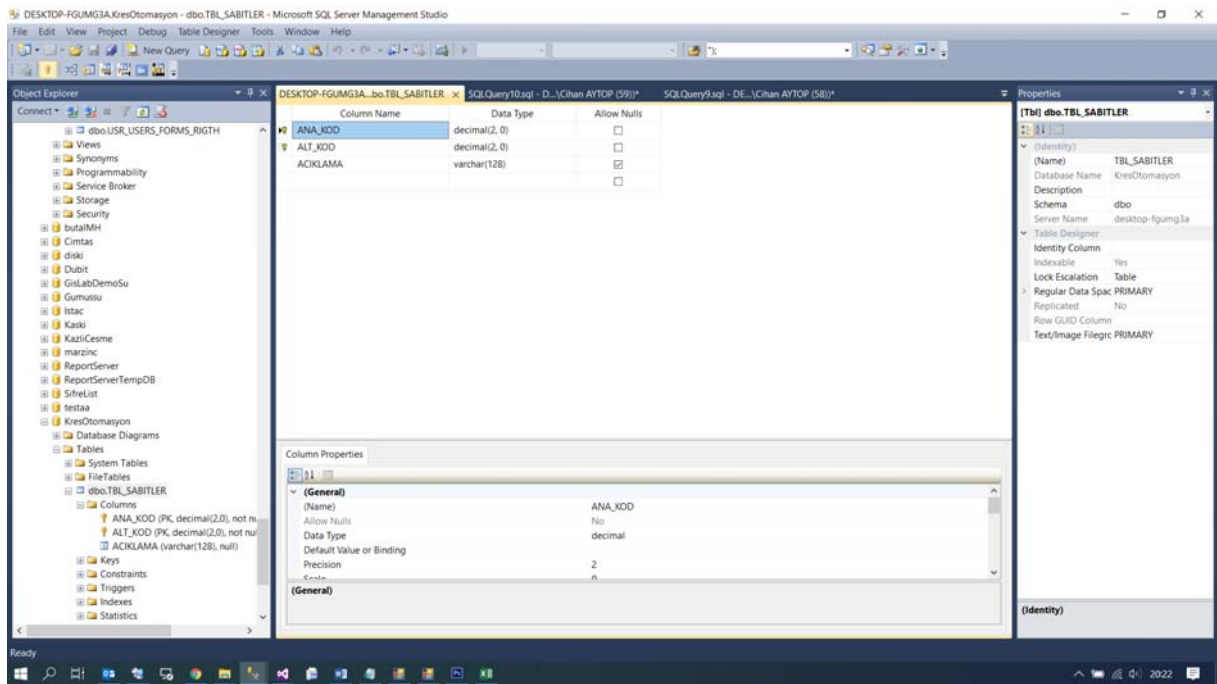 DESKTOP-FGUMG3A.KresOtomasyon - dbo.TBL_SABITLER - Microsoft SQL Server Management Studio
File Edit View Project Debug Table Designer Tools Window Help
New Query
Object Explorer
Connect
dbo.USR_USERS_FORMS_RIGTH
Views
Synonyms
Programmability
Service Broker
Storage
Security
butalMH
Cimtas
diski
Dubit
GisLabDemoSu
Gumussu
Istac
Kaski
KazliCesme
marzinc
ReportServer
ReportServerTempDB
SifreList
testaa
KresOtomasyon
Database Diagrams
Tables
System Tables
FileTables
dbo.TBL_SABITLER
Columns
ANA_KOD (PK, decimal(2,0), not nu
ALT_KOD (PK, decimal(2,0), not nul
ACIKLAMA (varchar(128), null)
Keys
Constraints
Triggers
Indexes
Statistics
DESKTOP-FGUMG3A...bo.TBL_SABITLER SQLQuery10.sql - D...\Cihan AYTOP (59))* SQLQuery9.sql - DE...\Cihan AYTOP (58))*
Column Name Data Type Allow Nulls
ANA_KOD decimal(2, 0)
ALT_KOD decimal(2, 0)
ACIKLAMA varchar(128)
Column Properties
(General)
(Name) ANA_KOD
Allow Nulls No
Data Type decimal
Default Value or Binding
Precision 2
(General)
Properties
[Tbl] dbo.TBL_SABITLER
(Identity)
(Name) TBL_SABITLER
Database Name KresOtomasyon
Description
Schema dbo
Server Name desktop-fgumg3a
Table Designer
Identity Column
Indexable Yes
Lock Escalation Table
Regular Data Spac PRIMARY
Replicated No
Row GUID Column
Text/Image Filegrc PRIMARY
(Identity)
Ready
20:22